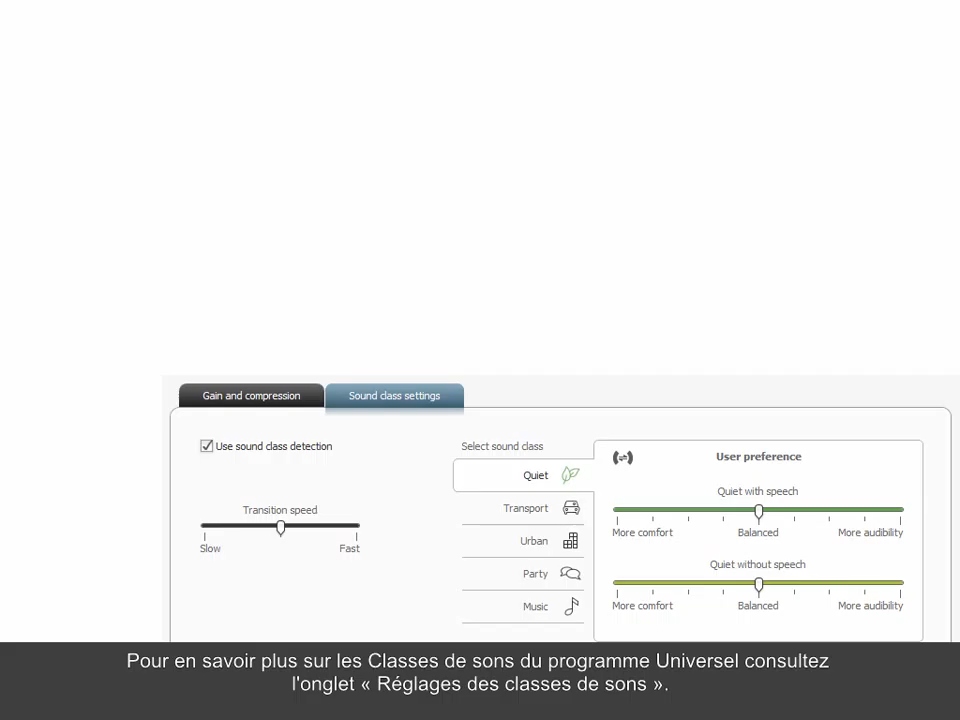 Gain and compression
Sound class settings
Use sound class detection
Transition speed
Slow
Fast
Select sound class
Quiet
Transport
Urban
Party
Music
User preference
Quiet with speech
More comfort
Balanced
More audibility
Quiet without speech
More comfort
Balanced
More audibility
Pour en savoir plus sur les Classes de sons du programme Universel consultez
l'onglet « Réglages des classes de sons ».